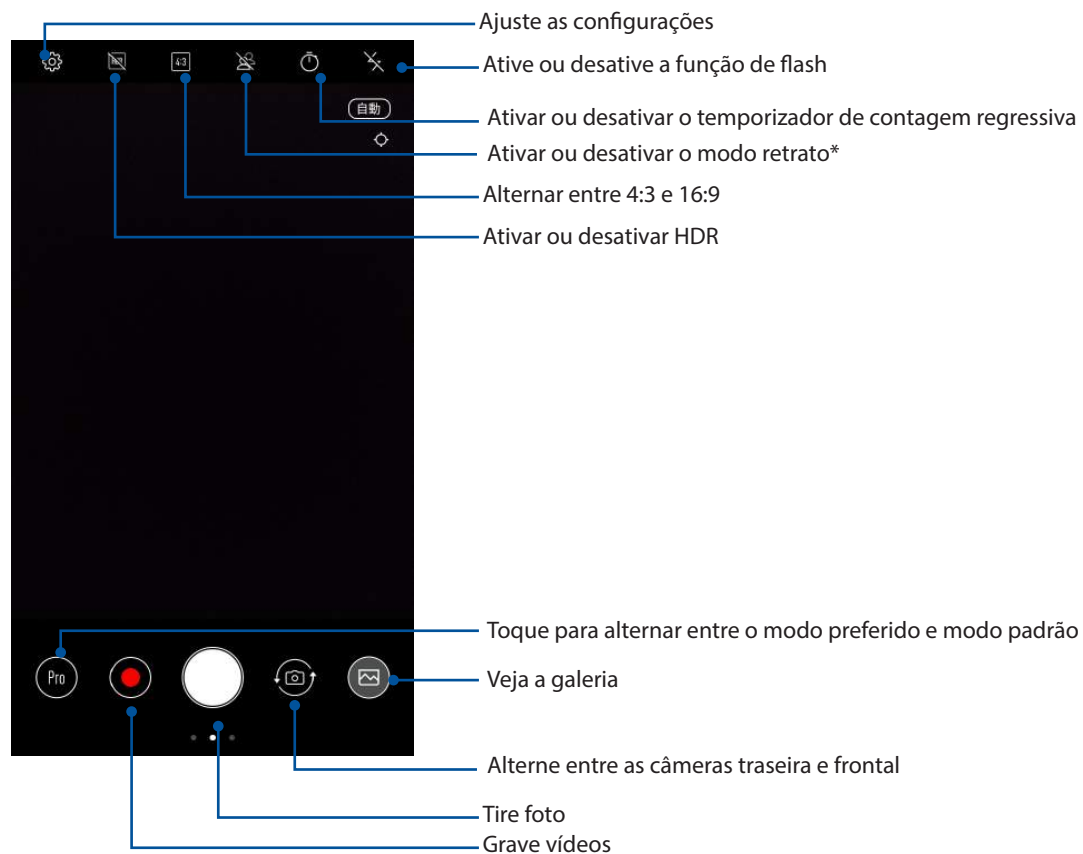 Ajuste as configurações
Ative ou desative a função de flash
4:3
自動
Ativar ou desativar o temporizador de contagem regressiva
Ativar ou desativar o modo retrato*
Alternar entre 4:3 e 16:9
Ativar ou desativar HDR
Toque para alternar entre o modo preferido e modo padrão
Pro
Veja a galeria
Alterne entre as câmeras traseira e frontal
Tire foto
Grave vídeos